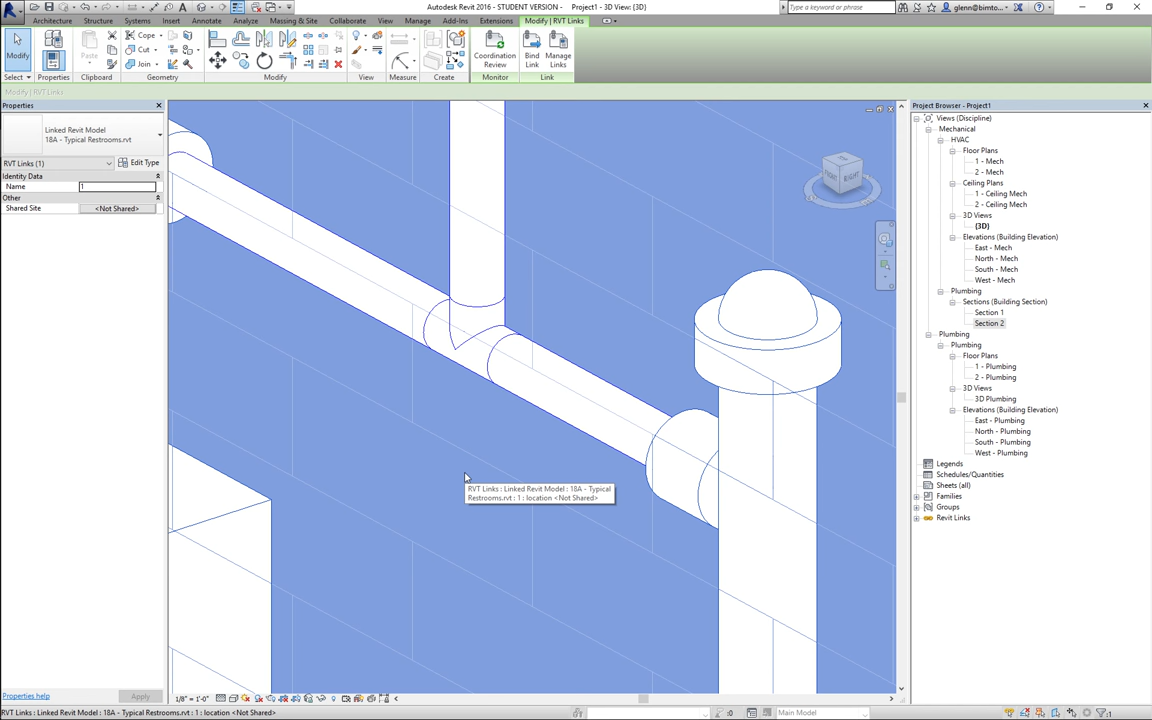 Autodesk Revit 2016 - STUDENT VERSION - Project1 - 3D View: {3D}
Type a keyword or phrase
glenn@bimto...
Architecture Structure Systems Insert Annotate Analyze Massing & Site Collaborate View Manage Add-Ins Extensions Modify | RVT Links
Modify
Paste
Cope
Cut
Join
Coordination Review
Bind Link
Manage Links
Select Properties Clipboard Geometry Modify View Measure Create Monitor Link
Modify | RVT Links
Properties
Linked Revit Model
18A - Typical Restrooms.rvt
RVT Links (1)
Edit Type
Identity Data
Name 1
Other
Shared Site <Not Shared>
Properties help
Apply
FRONT RIGHT
RVT Links : Linked Revit Model : 18A - Typical
Restrooms.rvt : 1 : location <Not Shared>
1/8" = 1'-0"
Project Browser - Project1
Views (Discipline)
Mechanical
HVAC
Floor Plans
1 - Mech
2 - Mech
Ceiling Plans
1 - Ceiling Mech
2 - Ceiling Mech
3D Views
{3D}
Elevations (Building Elevation)
East - Mech
North - Mech
South - Mech
West - Mech
Plumbing
Sections (Building Section)
Section 1
Section 2
Plumbing
Plumbing
Floor Plans
1 - Plumbing
2 - Plumbing
3D Views
3D Plumbing
Elevations (Building Elevation)
East - Plumbing
North - Plumbing
South - Plumbing
West - Plumbing
Legends
Schedules/Quantities
Sheets (all)
Families
Groups
Revit Links
RVT Links : Linked Revit Model : 18A - Typical Restrooms.rvt : 1 : location <Not Shared>
:0
Main Model
:1